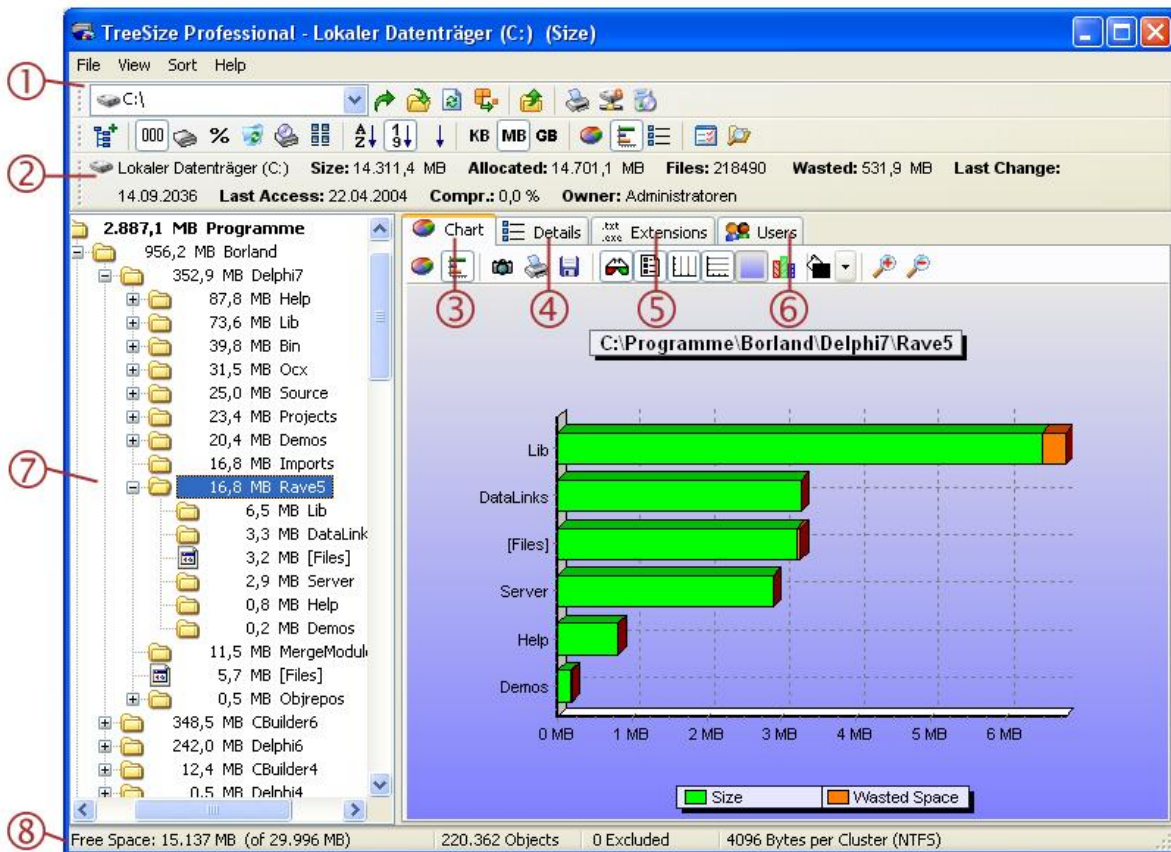 TreeSize Professional - Lokaler Datenträger (C:) (Size)
File View Sort Help
1
C:\
000 % A Z 1 9 KB MB GB
2
Lokaler Datenträger (C:) Size: 14.311,4 MB Allocated: 14.701,1 MB Files: 218490 Wasted: 531,9 MB Last Change:
14.09.2036 Last Access: 22.04.2004 Compr.: 0,0 % Owner: Administratoren
2.887,1 MB Programme
956,2 MB Borland
352,9 MB Delphi7
87,8 MB Help
73,6 MB Lib
39,8 MB Bin
31,5 MB Ocx
25,0 MB Source
23,4 MB Projects
20,4 MB Demos
16,8 MB Imports
7
16,8 MB Rave5
6,5 MB Lib
3,3 MB DataLink
3,2 MB [Files]
2,9 MB Server
0,8 MB Help
0,2 MB Demos
11,5 MB MergeModul
5,7 MB [Files]
0,5 MB Objrepos
348,5 MB CBuilder6
242,0 MB Delphi6
12,4 MB CBuilder4
0,5 MB Delphi4
Chart Details .txt .exe Extensions Users
3 4 5 6
C:\Programme\Borland\Delphi7\Rave5
Lib
DataLinks
[Files]
Server
Help
Demos
0 MB 1 MB 2 MB 3 MB 4 MB 5 MB 6 MB
Size Wasted Space
8
Free Space: 15.137 MB (of 29.996 MB) 220.362 Objects 0 Excluded 4096 Bytes per Cluster (NTFS)